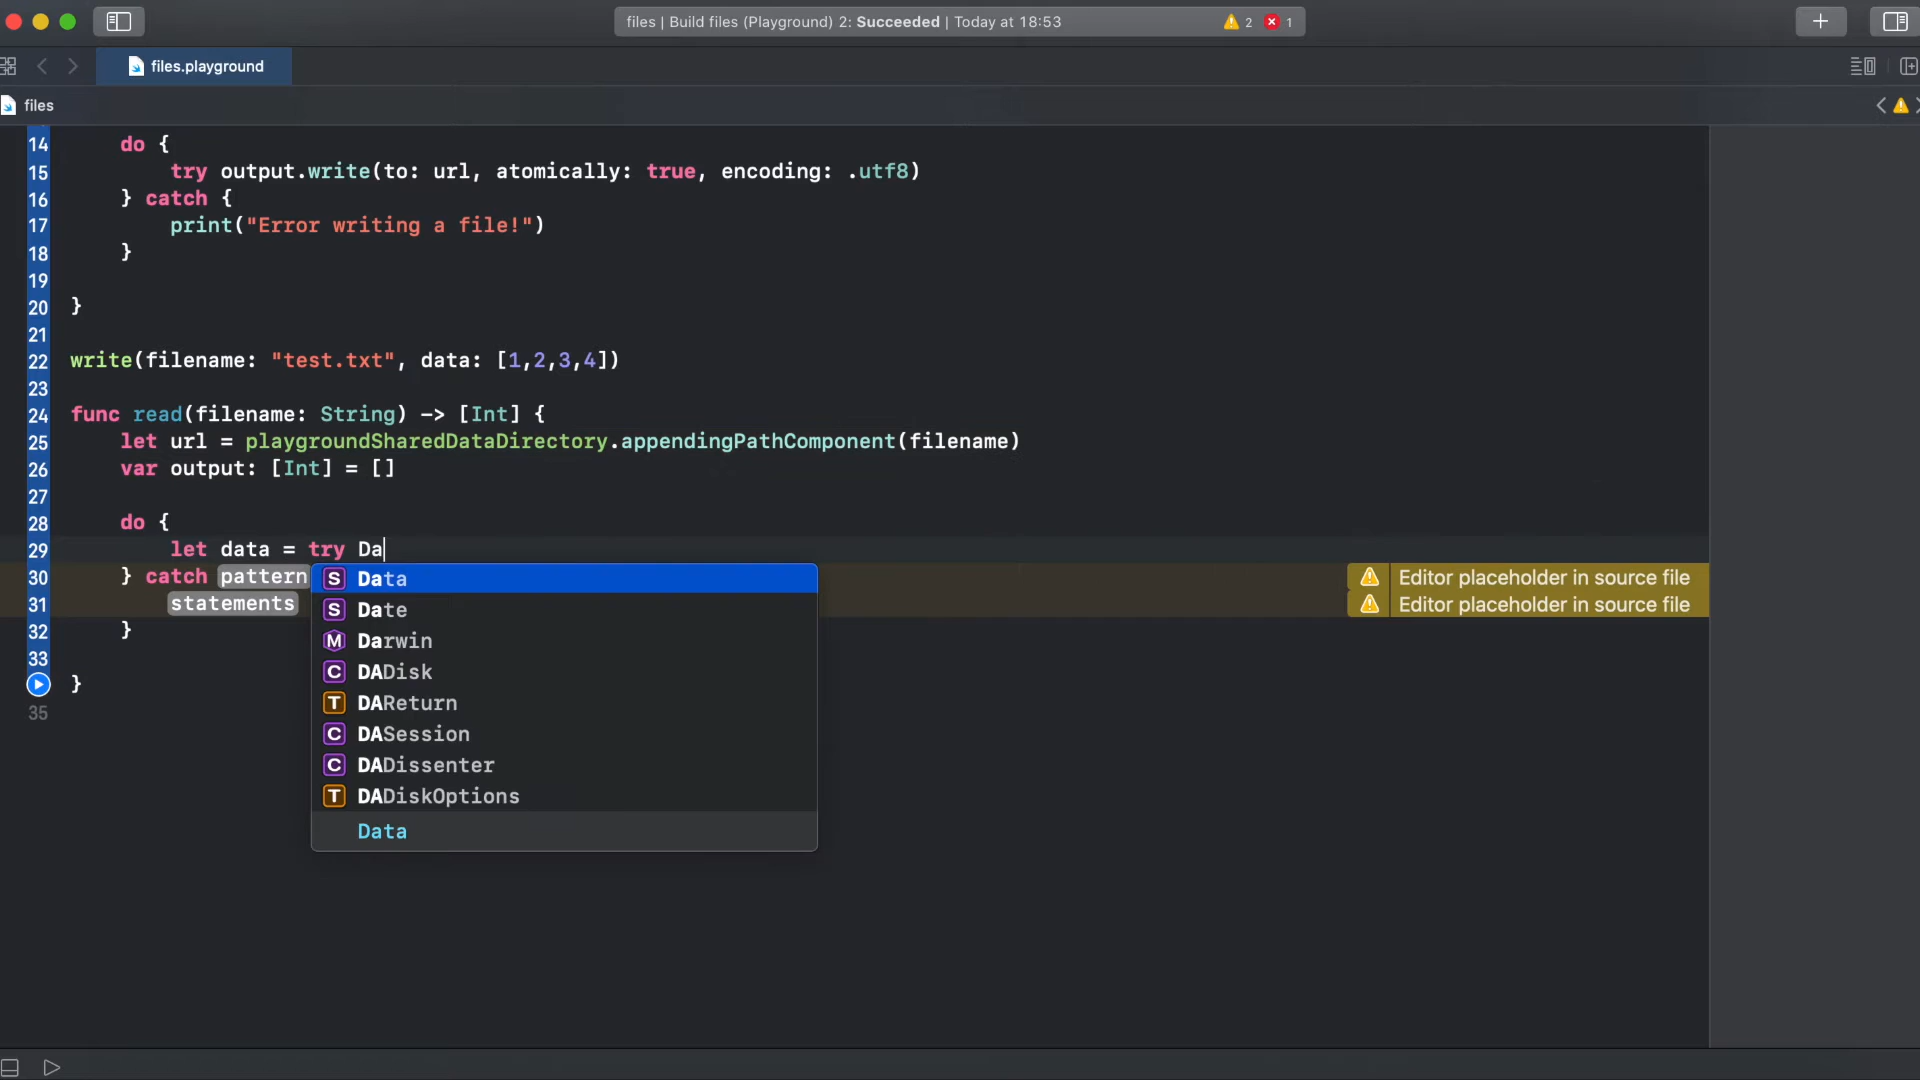 files | Build files (Playground) 2: Succeeded | Today at 18:53 2 1
files.playground
files
14 do {
15 try output.write(to: url, atomically: true, encoding: .utf8)
16 } catch {
17 print("Error writing a file!")
18 }
19
20 }
21
22 write(filename: "test.txt", data: [1,2,3,4])
23
24 func read(filename: String) -> [Int] {
25 let url = playgroundSharedDataDirectory.appendingPathComponent(filename)
26 var output: [Int] = []
27
28 do {
29 let data = try Da
30 } catch pattern Editor placeholder in source file
31 statements Editor placeholder in source file
32 }
33
}
35
S Data
S Date
M Darwin
C DADisk
T DAReturn
C DASession
C DADissenter
T DADiskOptions
Data